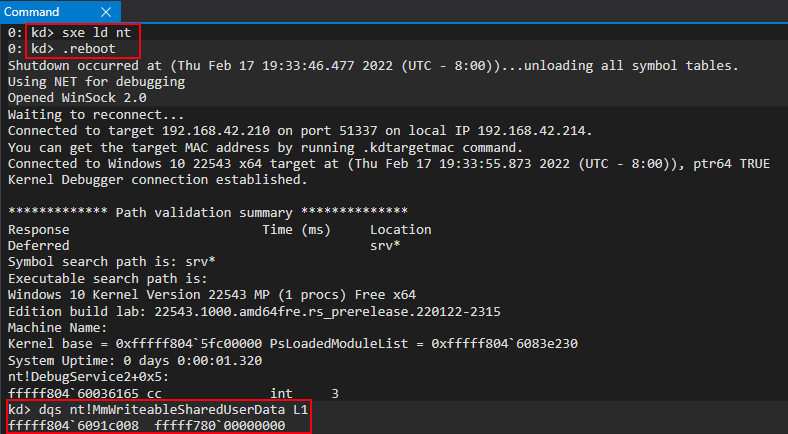 Command
0: kd> sxe ld nt
0: kd> .reboot
Shutdown occurred at (Thu Feb 17 19:33:46.477 2022 (UTC - 8:00))...unloading all symbol tables.
Using NET for debugging
Opened WinSock 2.0
Waiting to reconnect...
Connected to target 192.168.42.210 on port 51337 on local IP 192.168.42.214.
You can get the target MAC address by running .kdtargetmac command.
Connected to Windows 10 22543 x64 target at (Thu Feb 17 19:33:55.873 2022 (UTC - 8:00)), ptr64 TRUE
Kernel Debugger connection established.
************* Path validation summary **************
Response                         Time (ms)     Location
Deferred                                       srv*
Symbol search path is: srv*
Executable search path is:
Windows 10 Kernel Version 22543 MP (1 procs) Free x64
Edition build lab: 22543.1000.amd64fre.rs_prerelease.220122-2315
Machine Name:
Kernel base = 0xfffff804`5fc00000 PsLoadedModuleList = 0xfffff804`6083e230
System Uptime: 0 days 0:00:01.320
nt!DebugService2+0x5:
fffff804`60036165 cc              int     3
kd> dqs nt!MmWriteableSharedUserData L1
fffff804`6091c008  fffff780`00000000